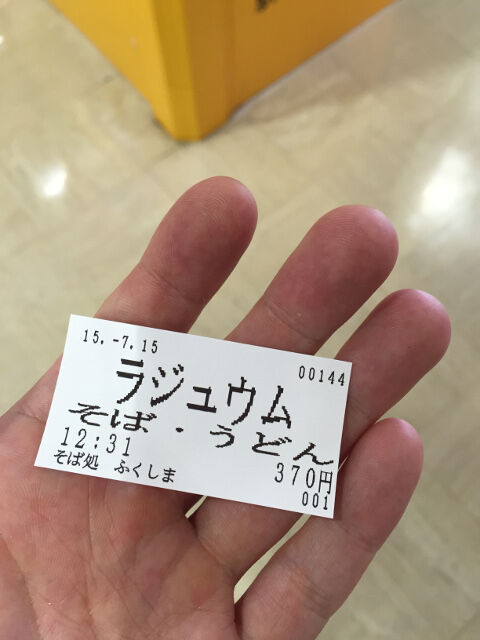 15.-7.15
00144
ラジュウム
そば・うどん
12:31
370円
そば処 ふくしま
001